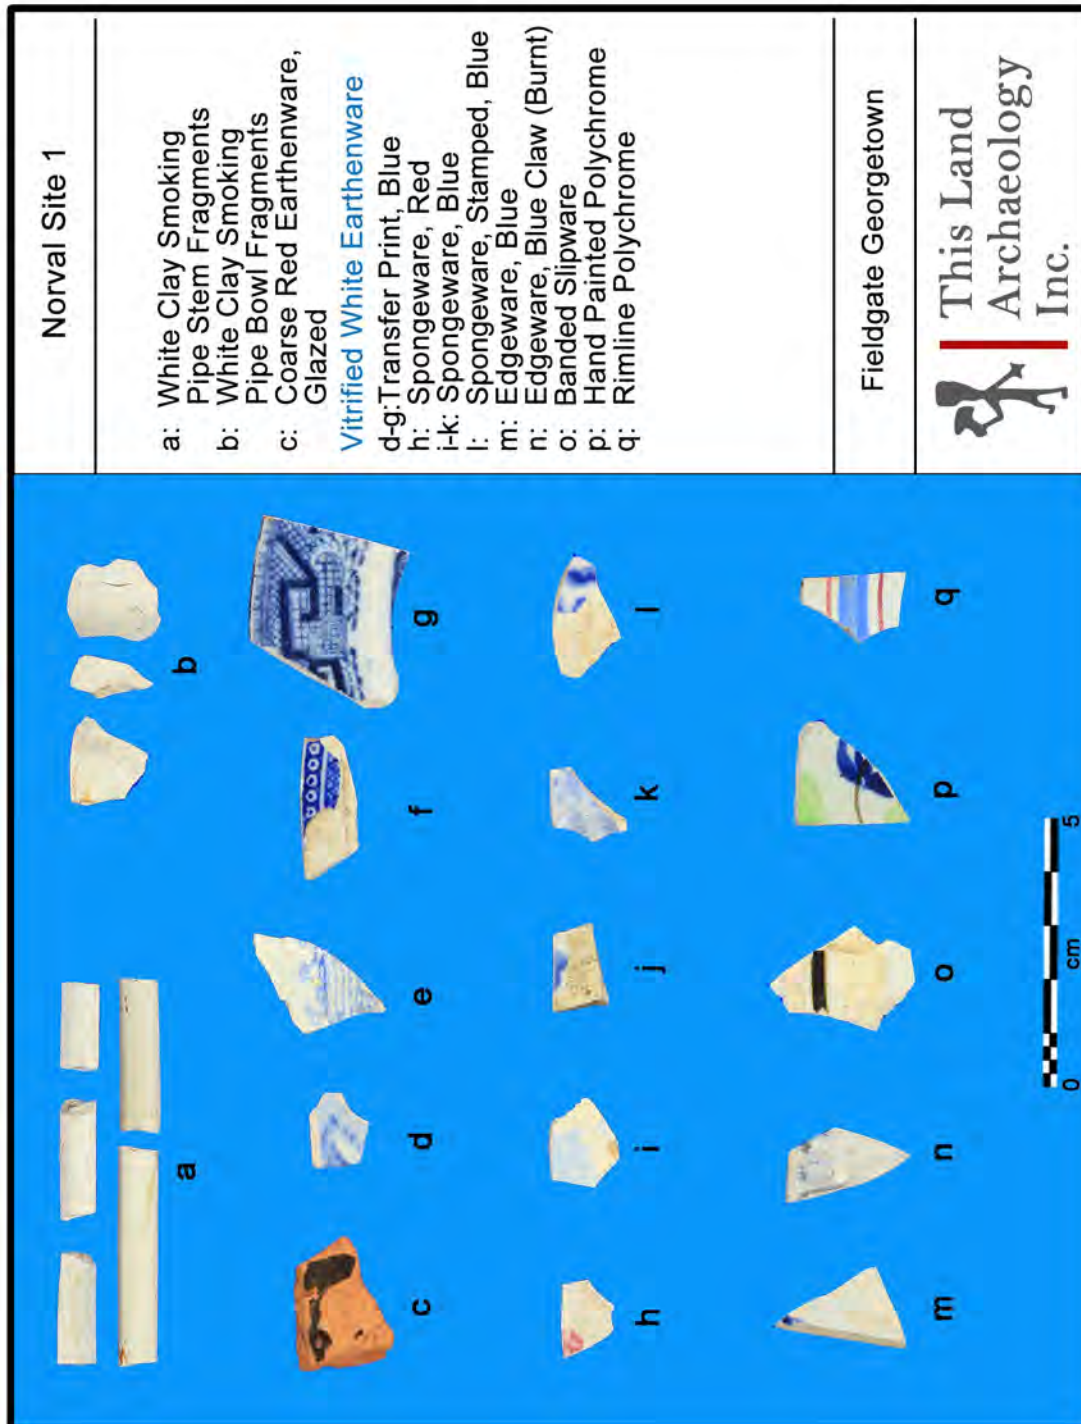 Norval Site 1
a: White Clay Smoking
Pipe Stem Fragments
b: White Clay Smoking
Pipe Bowl Fragments
c: Coarse Red Earthenware,
Glazed
Vitrified White Earthenware
d-g:Transfer Print, Blue
h: Spongeware, Red
i-k: Spongeware, Blue
l: Spongeware, Stamped, Blue
m: Edgeware, Blue
n: Edgeware, Blue Claw (Burnt)
o: Banded Slipware
p: Hand Painted Polychrome
q: Rimline Polychrome
Fieldgate Georgetown
This Land
Archaeology
Inc.
a b
c d e f g
h i j k l
m n o p q
0 cm 5